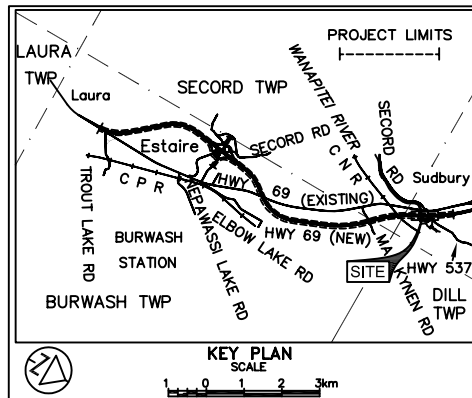 PROJECT LIMITS
LAURA
TWP
Laura
SECORD TWP
WANAPITEI RIVER
C N R
SECORD
RD
Sudbury
Estaire
SECORD RD
HWY 69 (EXISTING)
HWY 69 (NEW)
C P R
TROUT LAKE RD
BURWASH
STATION
NEPAWASSI LAKE RD
ELBOW LAKE RD
SITE
HWY 537
DILL
TWP
BURWASH TWP
KEY PLAN
SCALE
1 0 1 2 3km